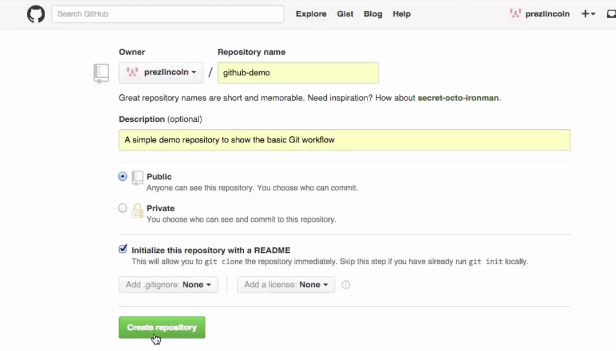 Search GitHub
Explore Gist Blog Help
prezlincoln
Owner Repository name
prezlincoln / github-demo
Great repository names are short and memorable. Need inspiration? How about secret-octo-ironman.
Description (optional)
A simple demo repository to show the basic Git workflow
Public
Anyone can see this repository. You choose who can commit.
Private
You choose who can see and commit to this repository.
Initialize this repository with a README
This will allow you to git clone the repository immediately. Skip this step if you have already run git init locally.
Add .gitignore: None Add a license: None
Create repository